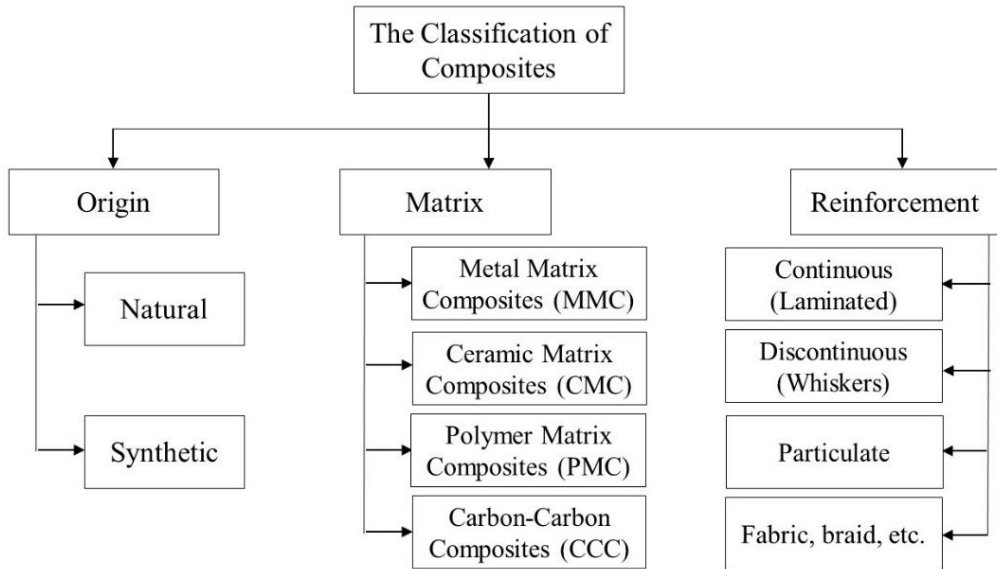 The Classification of
Composites
Origin
Matrix
Reinforcement
Natural
Synthetic
Metal Matrix
Composites (MMC)
Ceramic Matrix
Composites (CMC)
Polymer Matrix
Composites (PMC)
Carbon-Carbon
Composites (CCC)
Continuous
(Laminated)
Discontinuous
(Whiskers)
Particulate
Fabric, braid, etc.